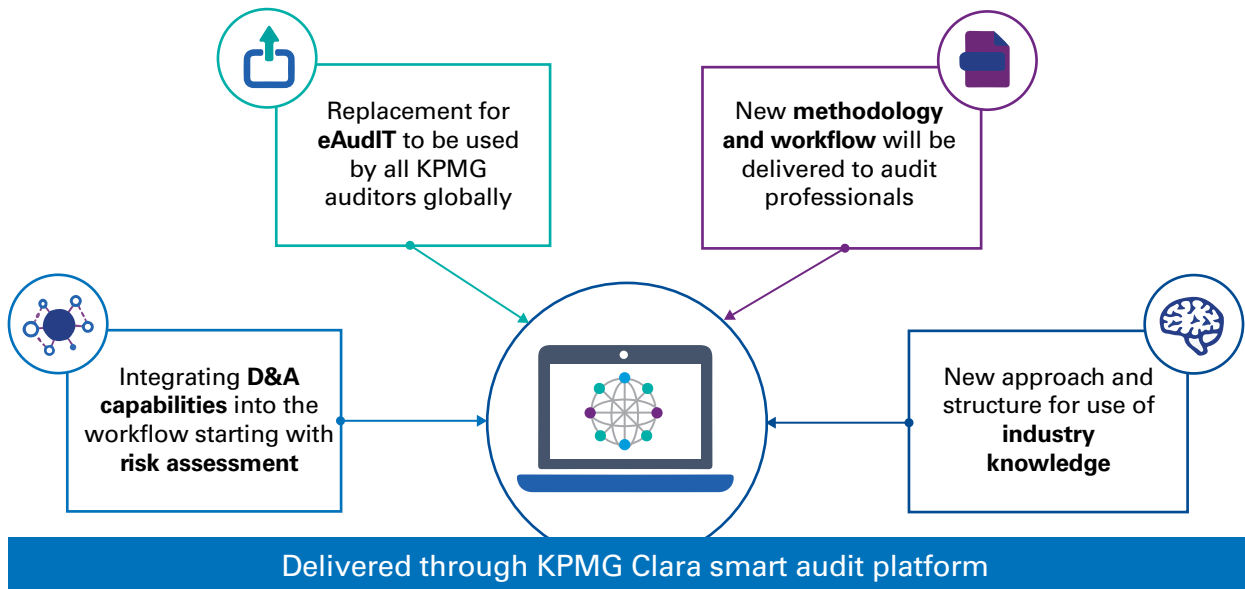 Replacement for
eAudIT to be used
by all KPMG
auditors globally
New methodology
and workflow will be
delivered to audit
professionals
Integrating D&A
capabilities into the
workflow starting with
risk assessment
New approach and
structure for use of
industry
knowledge
Delivered through KPMG Clara smart audit platform